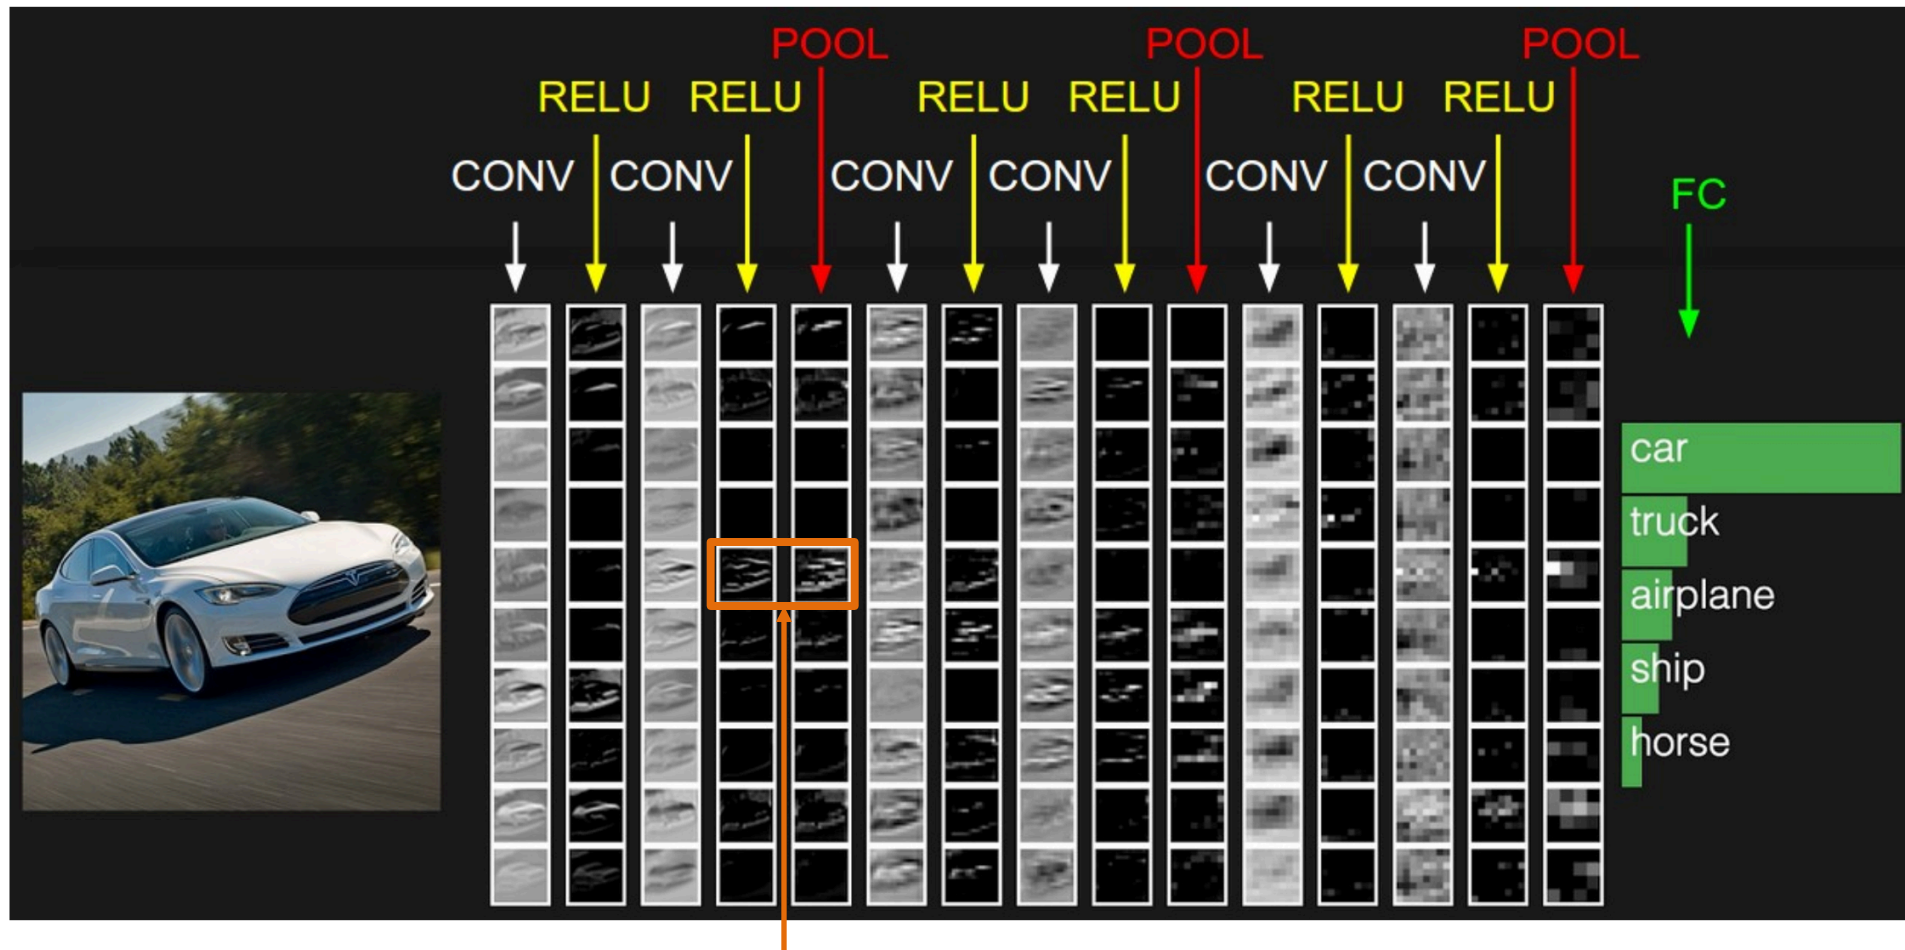 POOL POOL POOL
RELU RELU RELU RELU RELU RELU
CONV CONV CONV CONV CONV CONV
FC
car
truck
airplane
ship
horse